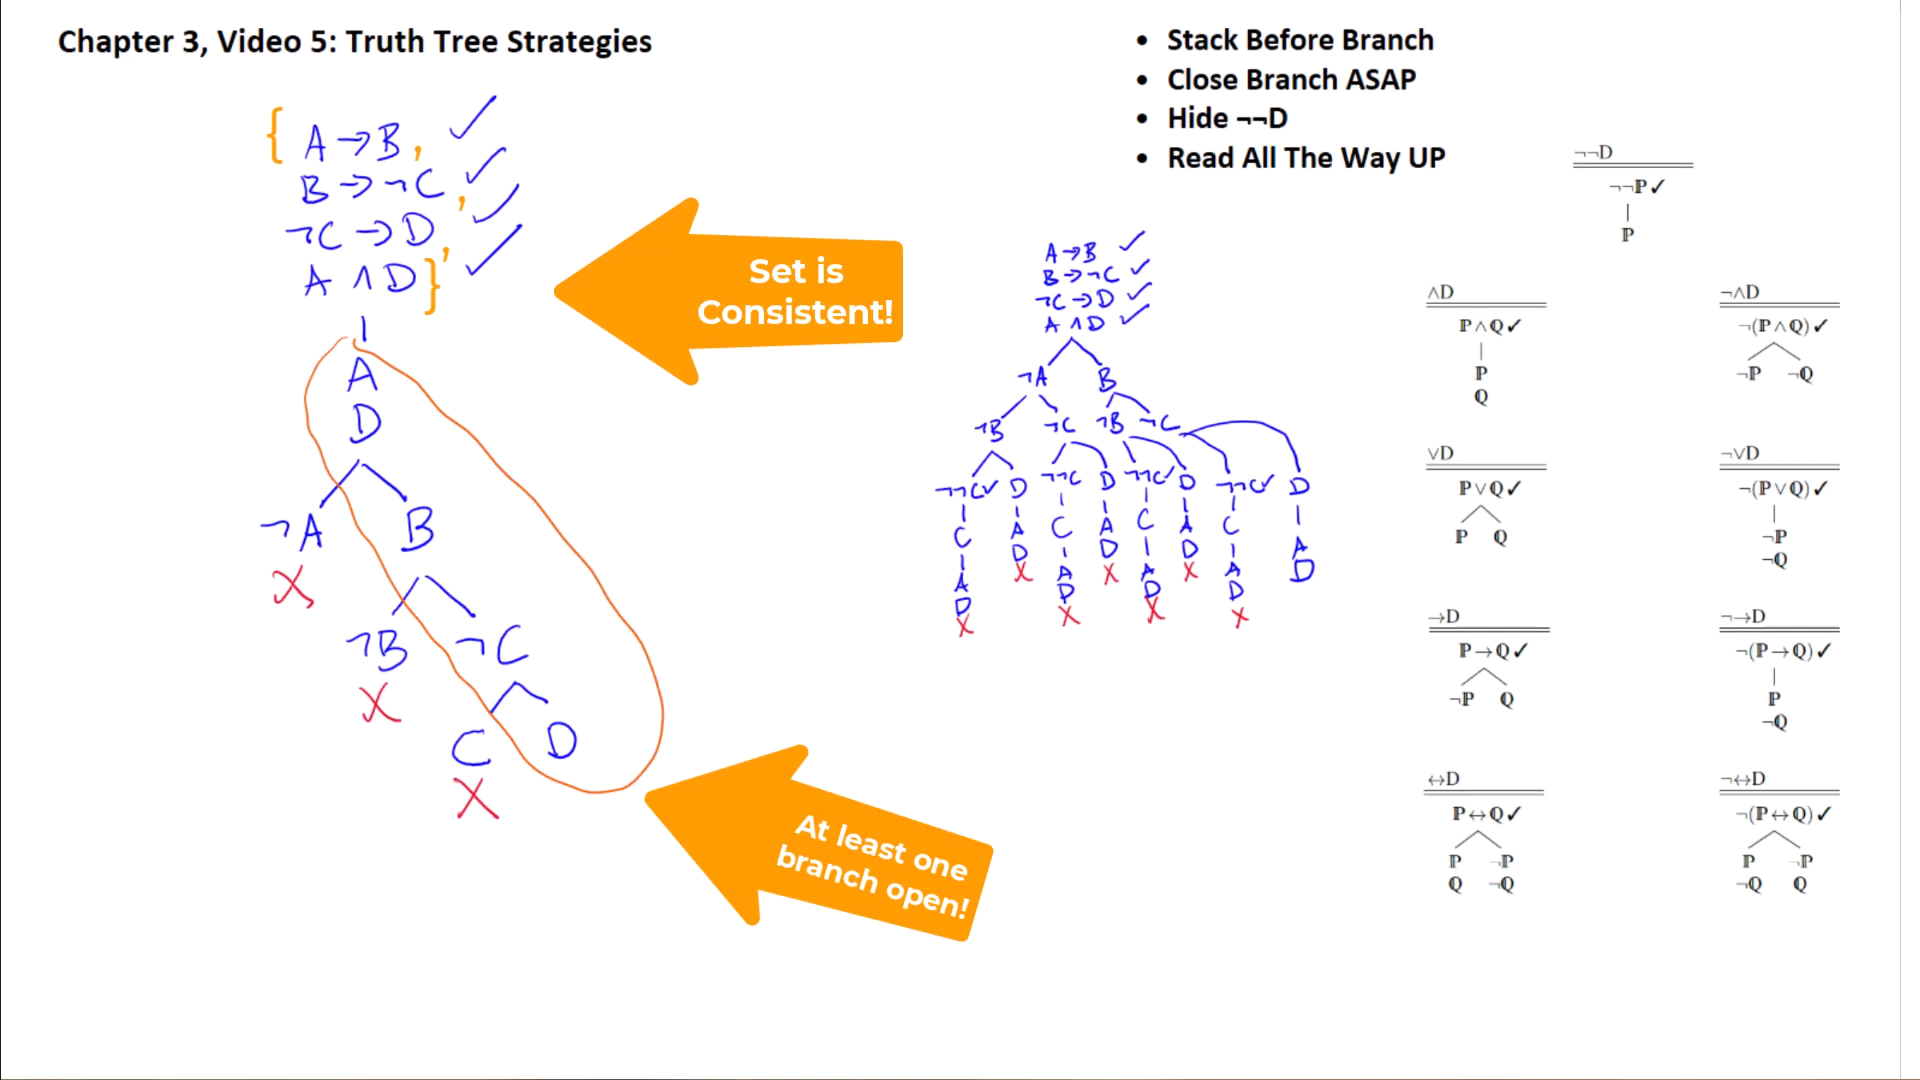 Chapter 3, Video 5: Truth Tree Strategies
• Stack Before Branch
• Close Branch ASAP
• Hide ¬¬D
• Read All The Way UP
{ A → B, ✓
B → ¬C, ✓
¬C → D, ✓
A ∧ D } ✓
A
D
¬A B
X
¬B ¬C
X
C D
X
Set is
Consistent!
At least one
branch open!
A → B ✓
B → ¬C ✓
¬C → D ✓
A ∧ D ✓
¬A B
¬B ¬C ¬B ¬C
¬¬C✓ D ¬¬C D ¬¬C✓ D ¬¬C✓ D
C A C A C A C A
A D A D A D A D
D X D X D X D
X X X X
¬¬D
¬¬ℙ✓
ℙ
∧D ¬∧D
ℙ∧ℚ✓ ¬(ℙ∧ℚ)✓
ℙ ¬ℙ ¬ℚ
ℚ
∨D ¬∨D
ℙ∨ℚ✓ ¬(ℙ∨ℚ)✓
ℙ ℚ ¬ℙ
¬ℚ
→D ¬→D
ℙ→ℚ✓ ¬(ℙ→ℚ)✓
¬ℙ ℚ ℙ
¬ℚ
↔D ¬↔D
ℙ↔ℚ✓ ¬(ℙ↔ℚ)✓
ℙ ¬ℙ ℙ ¬ℙ
ℚ ¬ℚ ¬ℚ ℚ